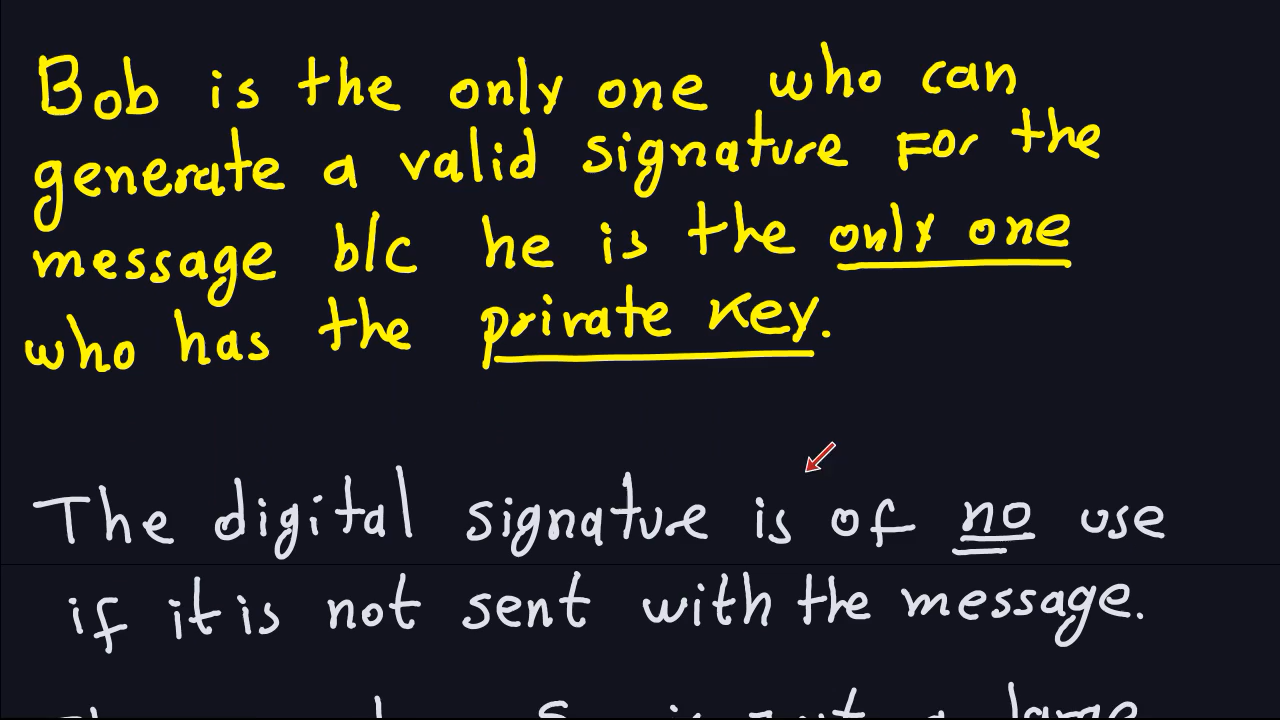 Bob is the only one who can
generate a valid signature for the
message b/c he is the only one
who has the private key.
The digital signature is of no use
if it is not sent with the message.